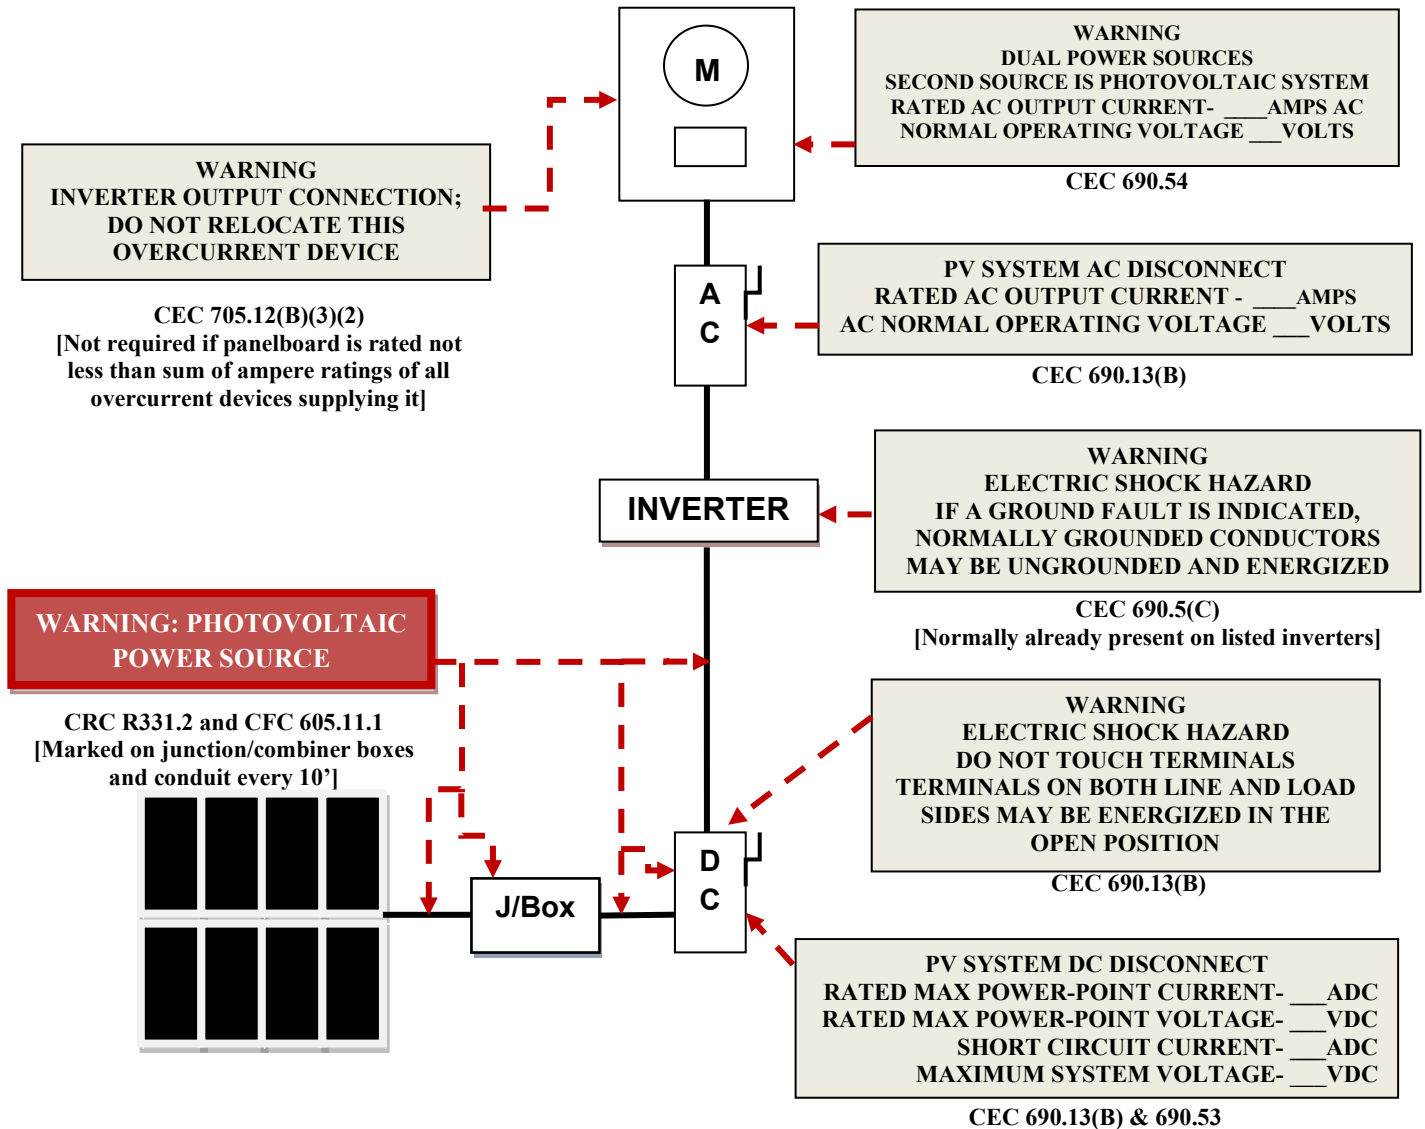 M
WARNING
DUAL POWER SOURCES
SECOND SOURCE IS PHOTOVOLTAIC SYSTEM
RATED AC OUTPUT CURRENT- ____AMPS AC
NORMAL OPERATING VOLTAGE ___VOLTS
CEC 690.54
WARNING
INVERTER OUTPUT CONNECTION;
DO NOT RELOCATE THIS
OVERCURRENT DEVICE
CEC 705.12(B)(3)(2)
[Not required if panelboard is rated not
less than sum of ampere ratings of all
overcurrent devices supplying it]
A
C
PV SYSTEM AC DISCONNECT
RATED AC OUTPUT CURRENT - ____AMPS
AC NORMAL OPERATING VOLTAGE ___VOLTS
CEC 690.13(B)
INVERTER
WARNING
ELECTRIC SHOCK HAZARD
IF A GROUND FAULT IS INDICATED,
NORMALLY GROUNDED CONDUCTORS
MAY BE UNGROUNDED AND ENERGIZED
CEC 690.5(C)
[Normally already present on listed inverters]
WARNING: PHOTOVOLTAIC
POWER SOURCE
CRC R331.2 and CFC 605.11.1
[Marked on junction/combiner boxes
and conduit every 10’]
WARNING
ELECTRIC SHOCK HAZARD
DO NOT TOUCH TERMINALS
TERMINALS ON BOTH LINE AND LOAD
SIDES MAY BE ENERGIZED IN THE
OPEN POSITION
CEC 690.13(B)
D
C
J/Box
PV SYSTEM DC DISCONNECT
RATED MAX POWER-POINT CURRENT- ___ADC
RATED MAX POWER-POINT VOLTAGE- ___VDC
SHORT CIRCUIT CURRENT- ___ADC
MAXIMUM SYSTEM VOLTAGE- ___VDC
CEC 690.13(B) & 690.53